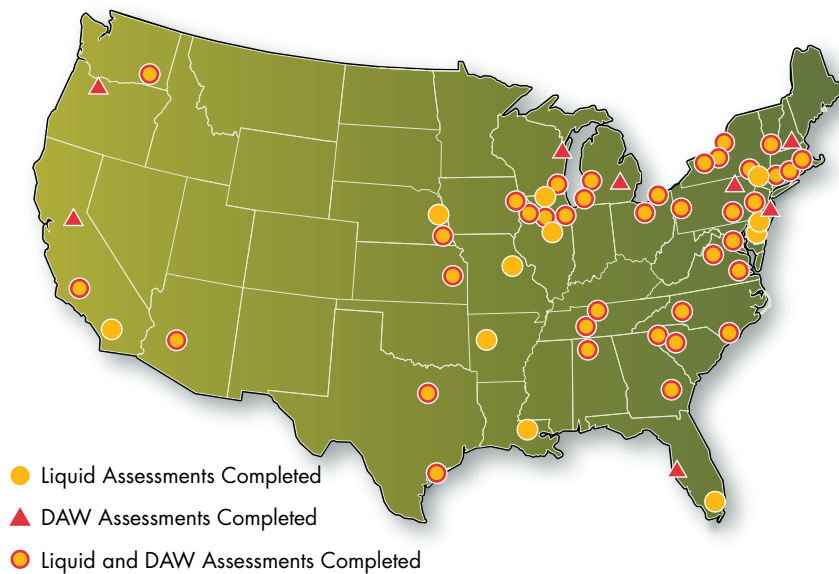 Liquid Assessments Completed
DAW Assessments Completed
Liquid and DAW Assessments Completed